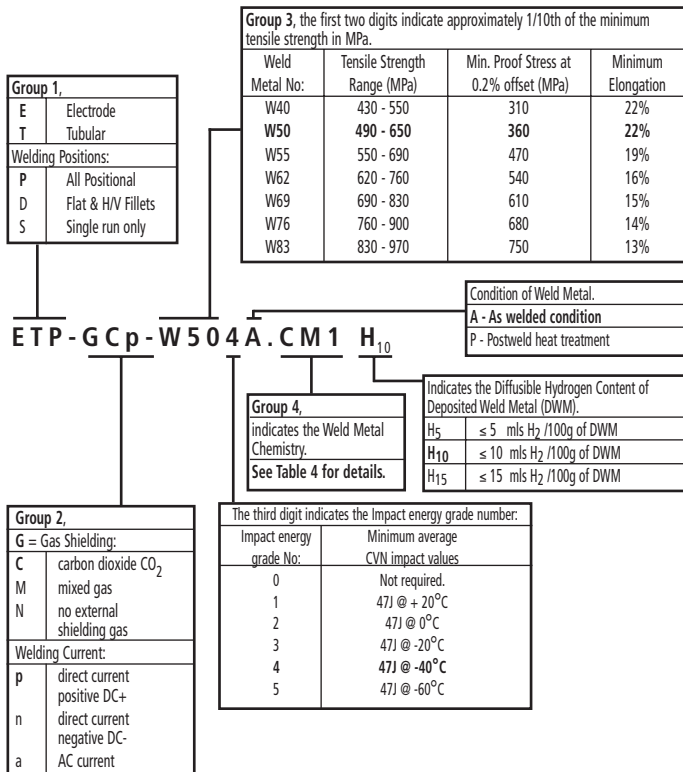 Group 3, the first two digits indicate approximately 1/10th of the minimum
tensile strength in MPa.
Weld Metal No: Tensile Strength Range (MPa) Min. Proof Stress at 0.2% offset (MPa) Minimum Elongation
W40 430 - 550 310 22%
W50 490 - 650 360 22%
W55 550 - 690 470 19%
W62 620 - 760 540 16%
W69 690 - 830 610 15%
W76 760 - 900 680 14%
W83 830 - 970 750 13%
Group 1,
E Electrode
T Tubular
Welding Positions:
P All Positional
D Flat & H/V Fillets
S Single run only
ETP-GCp-W504A.CM1 H10
Condition of Weld Metal.
A - As welded condition
P - Postweld heat treatment
Indicates the Diffusible Hydrogen Content of
Deposited Weld Metal (DWM).
H5 ≤ 5 mls H2 /100g of DWM
H10 ≤ 10 mls H2 /100g of DWM
H15 ≤ 15 mls H2 /100g of DWM
Group 4,
indicates the Weld Metal
Chemistry.
See Table 4 for details.
Group 2,
G = Gas Shielding:
C carbon dioxide CO2
M mixed gas
N no external
shielding gas
Welding Current:
p direct current
positive DC+
n direct current
negative DC-
a AC current
The third digit indicates the Impact energy grade number:
Impact energy grade No: Minimum average CVN impact values
0 Not required.
1 47J @ + 20°C
2 47J @ 0°C
3 47J @ -20°C
4 47J @ -40°C
5 47J @ -60°C